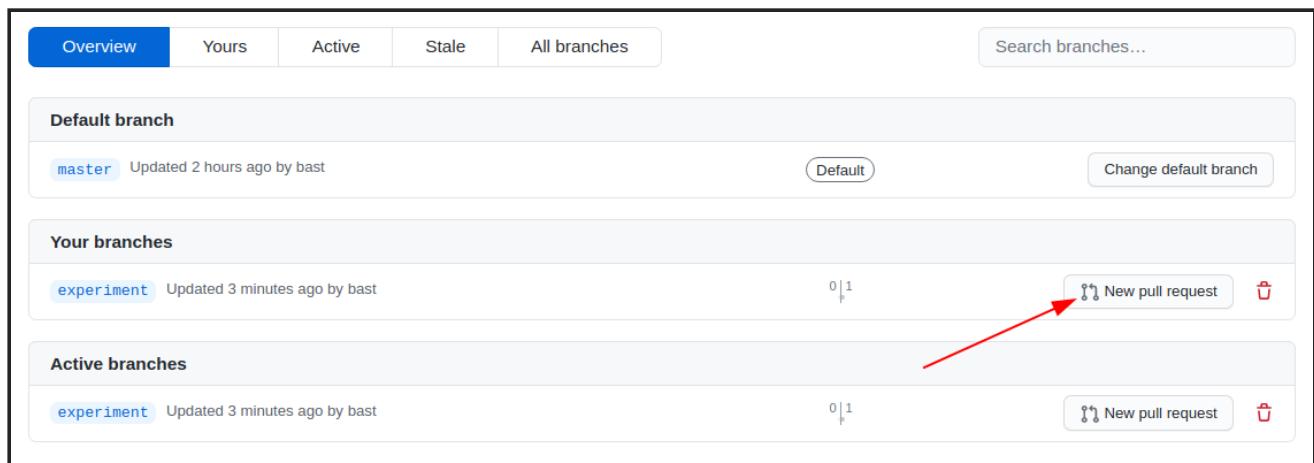 Overview Yours Active Stale All branches Search branches…
Default branch
master Updated 2 hours ago by bast Default Change default branch
Your branches
experiment Updated 3 minutes ago by bast 0 1 New pull request
Active branches
experiment Updated 3 minutes ago by bast 0 1 New pull request